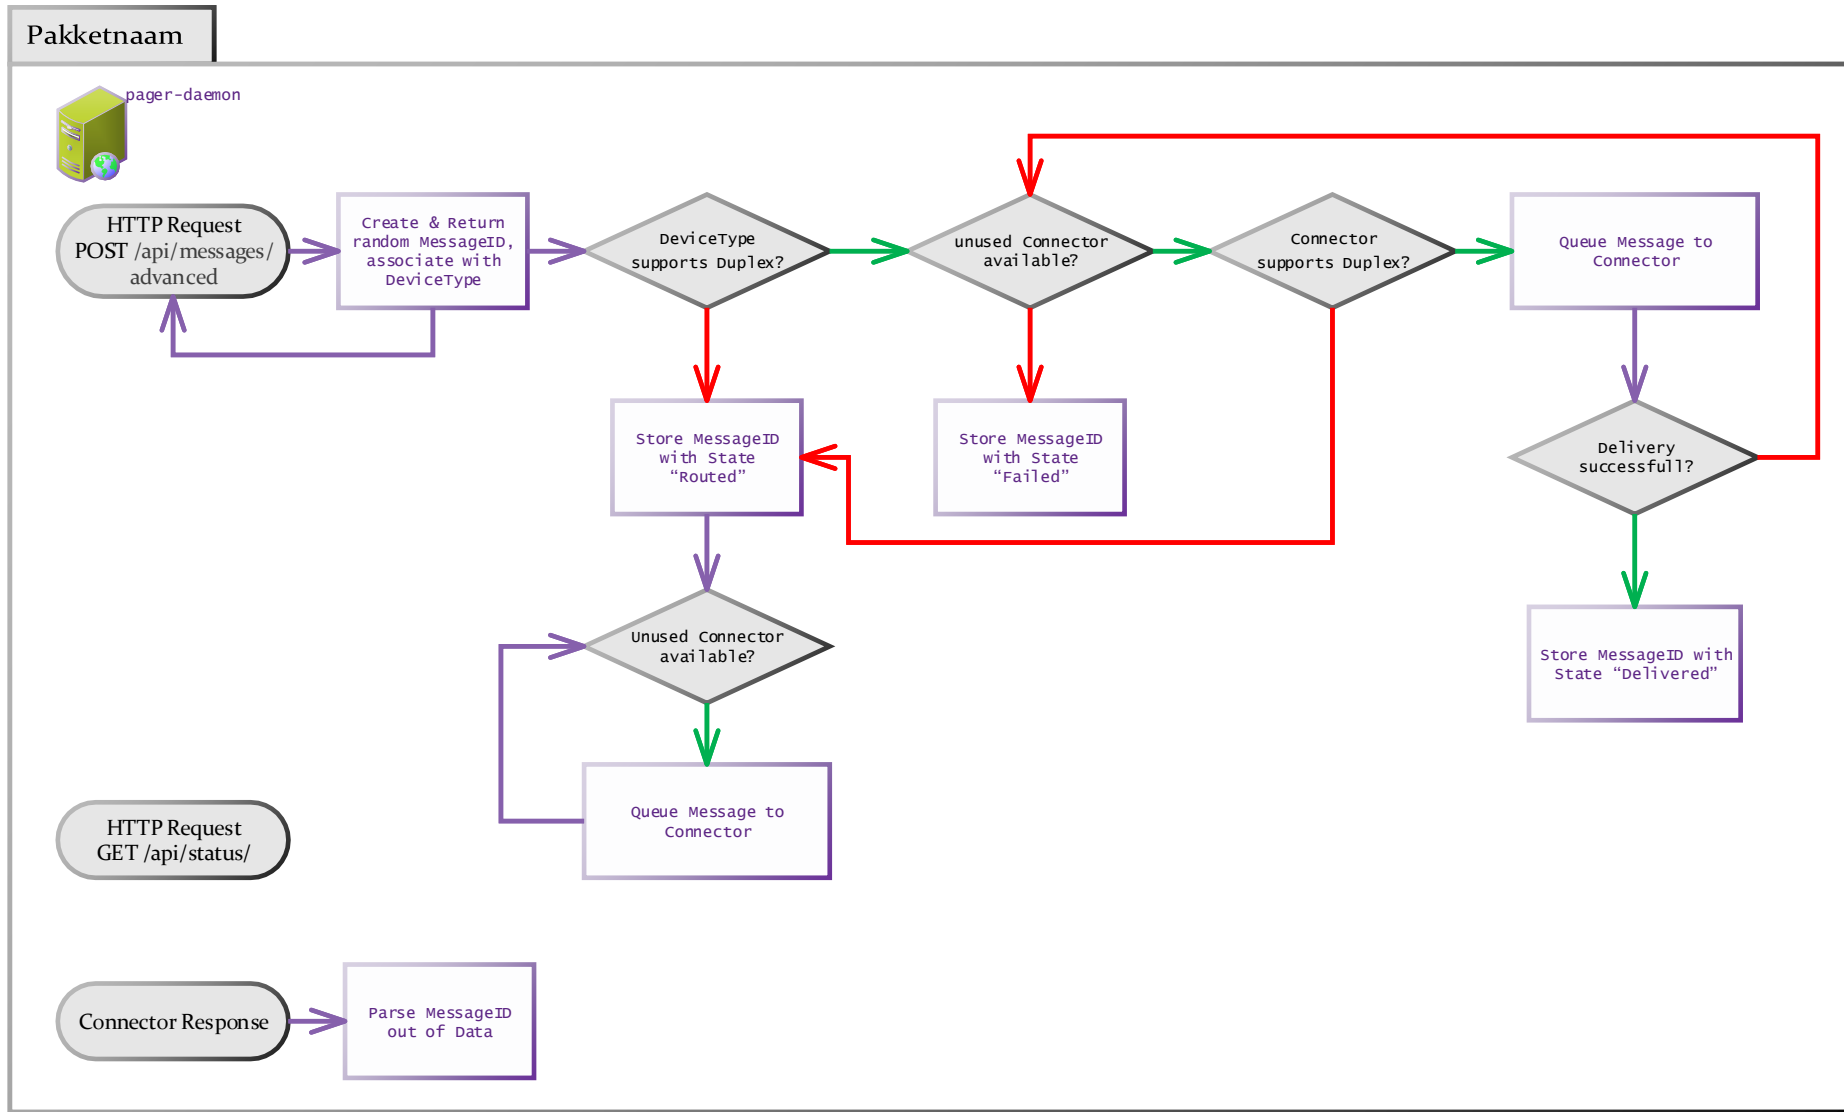 Pakketnaam
pager-daemon
HTTP Request
POST /api/messages/
advanced
Create & Return
random MessageID,
associate with
DeviceType
DeviceType
supports Duplex?
unused Connector
available?
Connector
supports Duplex?
Queue Message to
Connector
Store MessageID
with State
“Routed”
Store MessageID
with State
“Failed”
Delivery
successfull?
Unused Connector
available?
Store MessageID with
State “Delivered”
Queue Message to
Connector
HTTP Request
GET /api/status/
Connector Response
Parse MessageID
out of Data